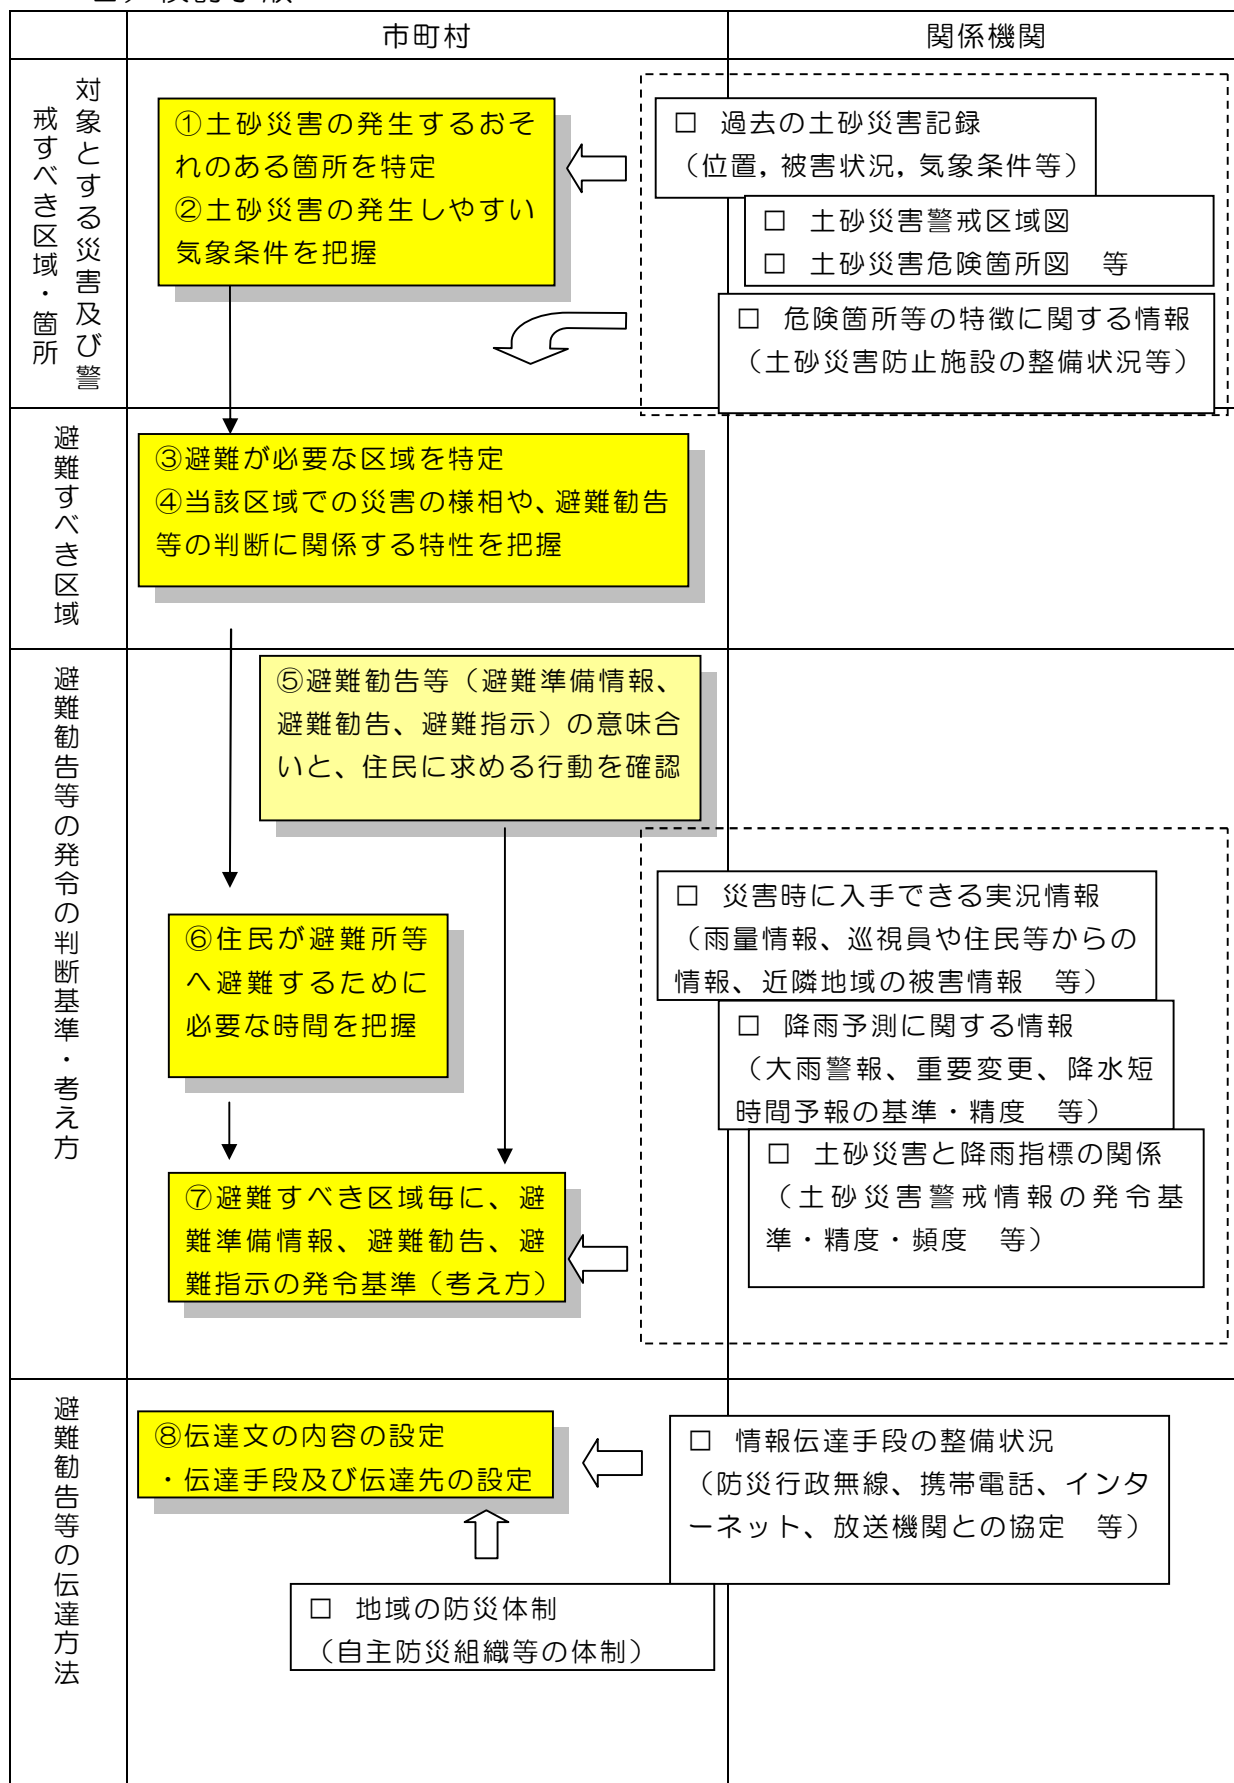 市町村
関係機関
対象とする災害及び警
戒すべき区域・箇所
①土砂災害の発生するおそ
れのある箇所を特定
②土砂災害の発生しやすい
気象条件を把握
□ 過去の土砂災害記録
（位置，被害状況，気象条件等）
□ 土砂災害警戒区域図
□ 土砂災害危険箇所図　等
□ 危険箇所等の特徴に関する情報
（土砂災害防止施設の整備状況等）
避難すべき区域
③避難が必要な区域を特定
④当該区域での災害の様相や、避難勧告
等の判断に関係する特性を把握
避難勧告等の発令の判断基準・考え方
⑤避難勧告等（避難準備情報、
避難勧告、避難指示）の意味合
いと、住民に求める行動を確認
⑥住民が避難所等
へ避難するために
必要な時間を把握
□ 災害時に入手できる実況情報
（雨量情報、巡視員や住民等からの
情報、近隣地域の被害情報　等）
□ 降雨予測に関する情報
（大雨警報、重要変更、降水短
時間予報の基準・精度　等）
□ 土砂災害と降雨指標の関係
（土砂災害警戒情報の発令基
準・精度・頻度　等）
⑦避難すべき区域毎に、避
難準備情報、避難勧告、避
難指示の発令基準（考え方）
避難勧告等の伝達方法
⑧伝達文の内容の設定
・伝達手段及び伝達先の設定
□ 情報伝達手段の整備状況
（防災行政無線、携帯電話、インタ
ーネット、放送機関との協定　等）
□ 地域の防災体制
（自主防災組織等の体制）